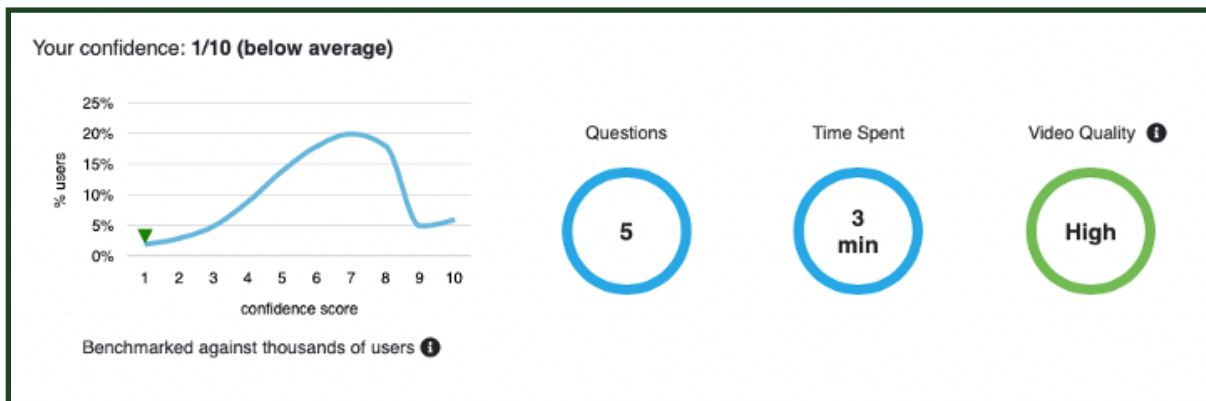 Your confidence: 1/10 (below average)
25%
20%
15%
10%
5%
0%
% users
1 2 3 4 5 6 7 8 9 10
confidence score
Benchmarked against thousands of users i
Questions
5
Time Spent
3
min
Video Quality i
High